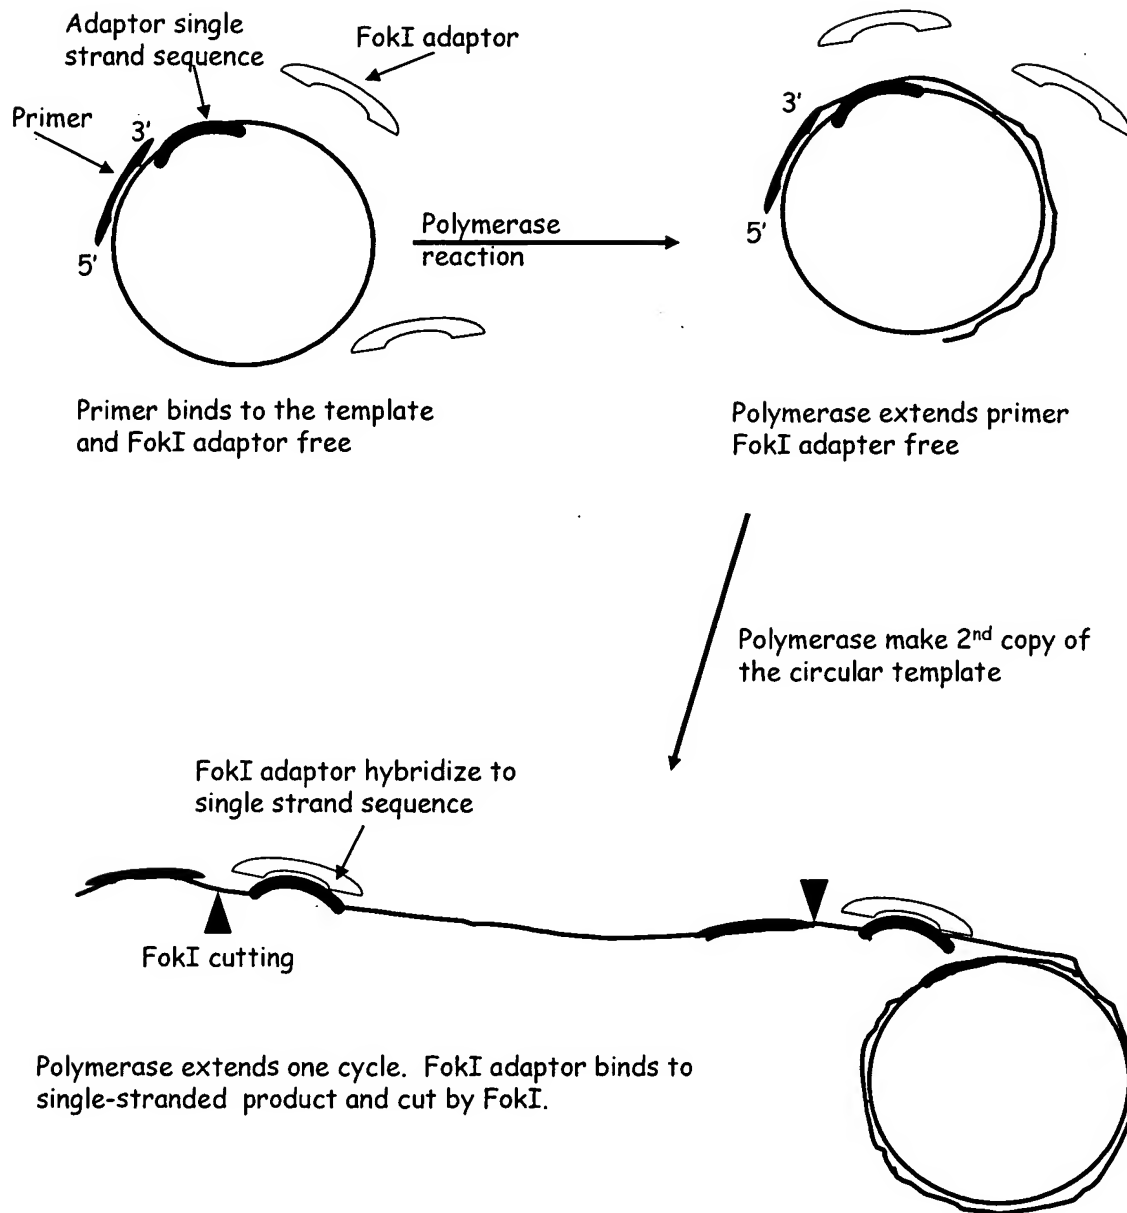 Adaptor single
strand sequence
FokI adaptor
Primer
3'
5'
Polymerase
reaction
3'
5'
Primer binds to the template
and FokI adaptor free
Polymerase extends primer
FokI adapter free
Polymerase make 2nd copy of
the circular template
FokI adaptor hybridize to
single strand sequence
FokI cutting
Polymerase extends one cycle. FokI adaptor binds to
single-stranded product and cut by FokI.